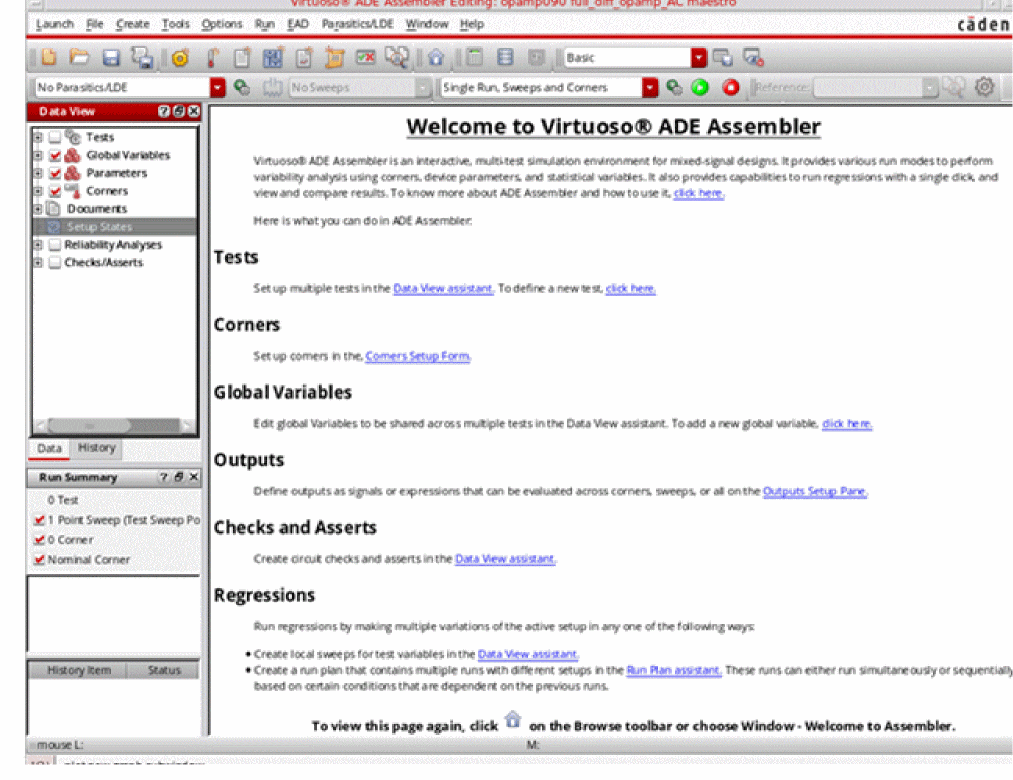 Virtuoso® ADE Assembler Editing: opamp090 full_diff_opamp_AC maestro
Launch File Create Tools Options Run EAD Parasitics/LDE Window Help
cāden
Basic
No Parasitics/LDE
No Sweeps
Single Run, Sweeps and Corners
Reference:
Data View
Tests
Global Variables
Parameters
Corners
Documents
Setup States
Reliability Analyses
Checks/Asserts
Data History
Run Summary
0 Test
1 Point Sweep (Test Sweep Po
0 Corner
Nominal Corner
History Item Status
Welcome to Virtuoso® ADE Assembler
Virtuoso® ADE Assembler is an interactive, multi-test simulation environment for mixed-signal designs. It provides various run modes to perform
variability analysis using corners, device parameters, and statistical variables. It also provides capabilities to run regressions with a single click, and
view and compare results. To know more about ADE Assembler and how to use it, click here.
Here is what you can do in ADE Assembler:
Tests
Set up multiple tests in the Data View assistant. To define a new test, click here.
Corners
Set up corners in the, Corners Setup Form.
Global Variables
Edit global Variables to be shared across multiple tests in the Data View assistant. To add a new global variable, click here.
Outputs
Define outputs as signals or expressions that can be evaluated across corners, sweeps, or all on the Outputs Setup Pane.
Checks and Asserts
Create circuit checks and asserts in the Data View assistant.
Regressions
Run regressions by making multiple variations of the active setup in any one of the following ways:
• Create local sweeps for test variables in the Data View assistant.
• Create a run plan that contains multiple runs with different setups in the Run Plan assistant. These runs can either run simultaneously or sequentially
based on certain conditions that are dependent on the previous runs.
To view this page again, click on the Browse toolbar or choose Window - Welcome to Assembler.
mouse L: M: